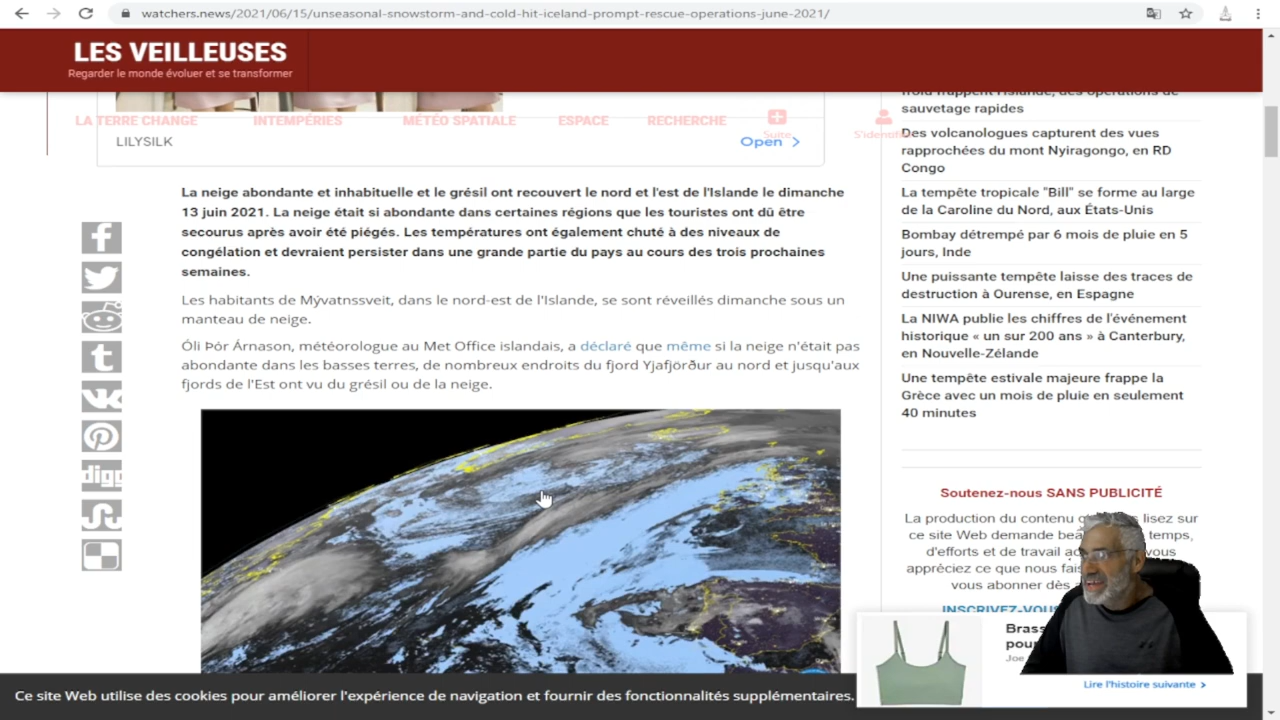 watchers.news/2021/06/15/unseasonal-snowstorm-and-cold-hit-iceland-prompt-rescue-operations-june-2021/
LES VEILLEUSES
Regarder le monde évoluer et se transformer
LA TERRE CHANGE
INTEMPÉRIES
MÉTÉO SPATIALE
ESPACE
RECHERCHE
Suite
LILYSILK
Open
La neige abondante et inhabituelle et le grésil ont recouvert le nord et l'est de l'Islande le dimanche
13 juin 2021. La neige était si abondante dans certaines régions que les touristes ont dû être
secourus après avoir été piégés. Les températures ont également chuté à des niveaux de
congélation et devraient persister dans une grande partie du pays au cours des trois prochaines
semaines.
Les habitants de Mývatnssveit, dans le nord-est de l'Islande, se sont réveillés dimanche sous un
manteau de neige.
Óli Þór Árnason, météorologue au Met Office islandais, a déclaré que même si la neige n'était pas
abondante dans les basses terres, de nombreux endroits du fjord Yjafjörður au nord et jusqu'aux
fjords de l'Est ont vu du grésil ou de la neige.
digg
froid frappent l'Islande, des opérations de
sauvetage rapides
Des volcanologues capturent des vues
rapprochées du mont Nyiragongo, en RD
Congo
La tempête tropicale "Bill" se forme au large
de la Caroline du Nord, aux États-Unis
Bombay détrempé par 6 mois de pluie en 5
jours, Inde
Une puissante tempête laisse des traces de
destruction à Ourense, en Espagne
La NIWA publie les chiffres de l'événement
historique « un sur 200 ans » à Canterbury,
en Nouvelle-Zélande
Une tempête estivale majeure frappe la
Grèce avec un mois de pluie en seulement
40 minutes
Soutenez-nous SANS PUBLICITÉ
La production du contenu lisez sur
ce site Web demande temps,
d'efforts et de travail vous
appréciez ce que nous
vous abonner dès
INSCRIVEZ-VOUS
Joe
Lire l'histoire suivante
Ce site Web utilise des cookies pour améliorer l'expérience de navigation et fournir des fonctionnalités supplémentaires.